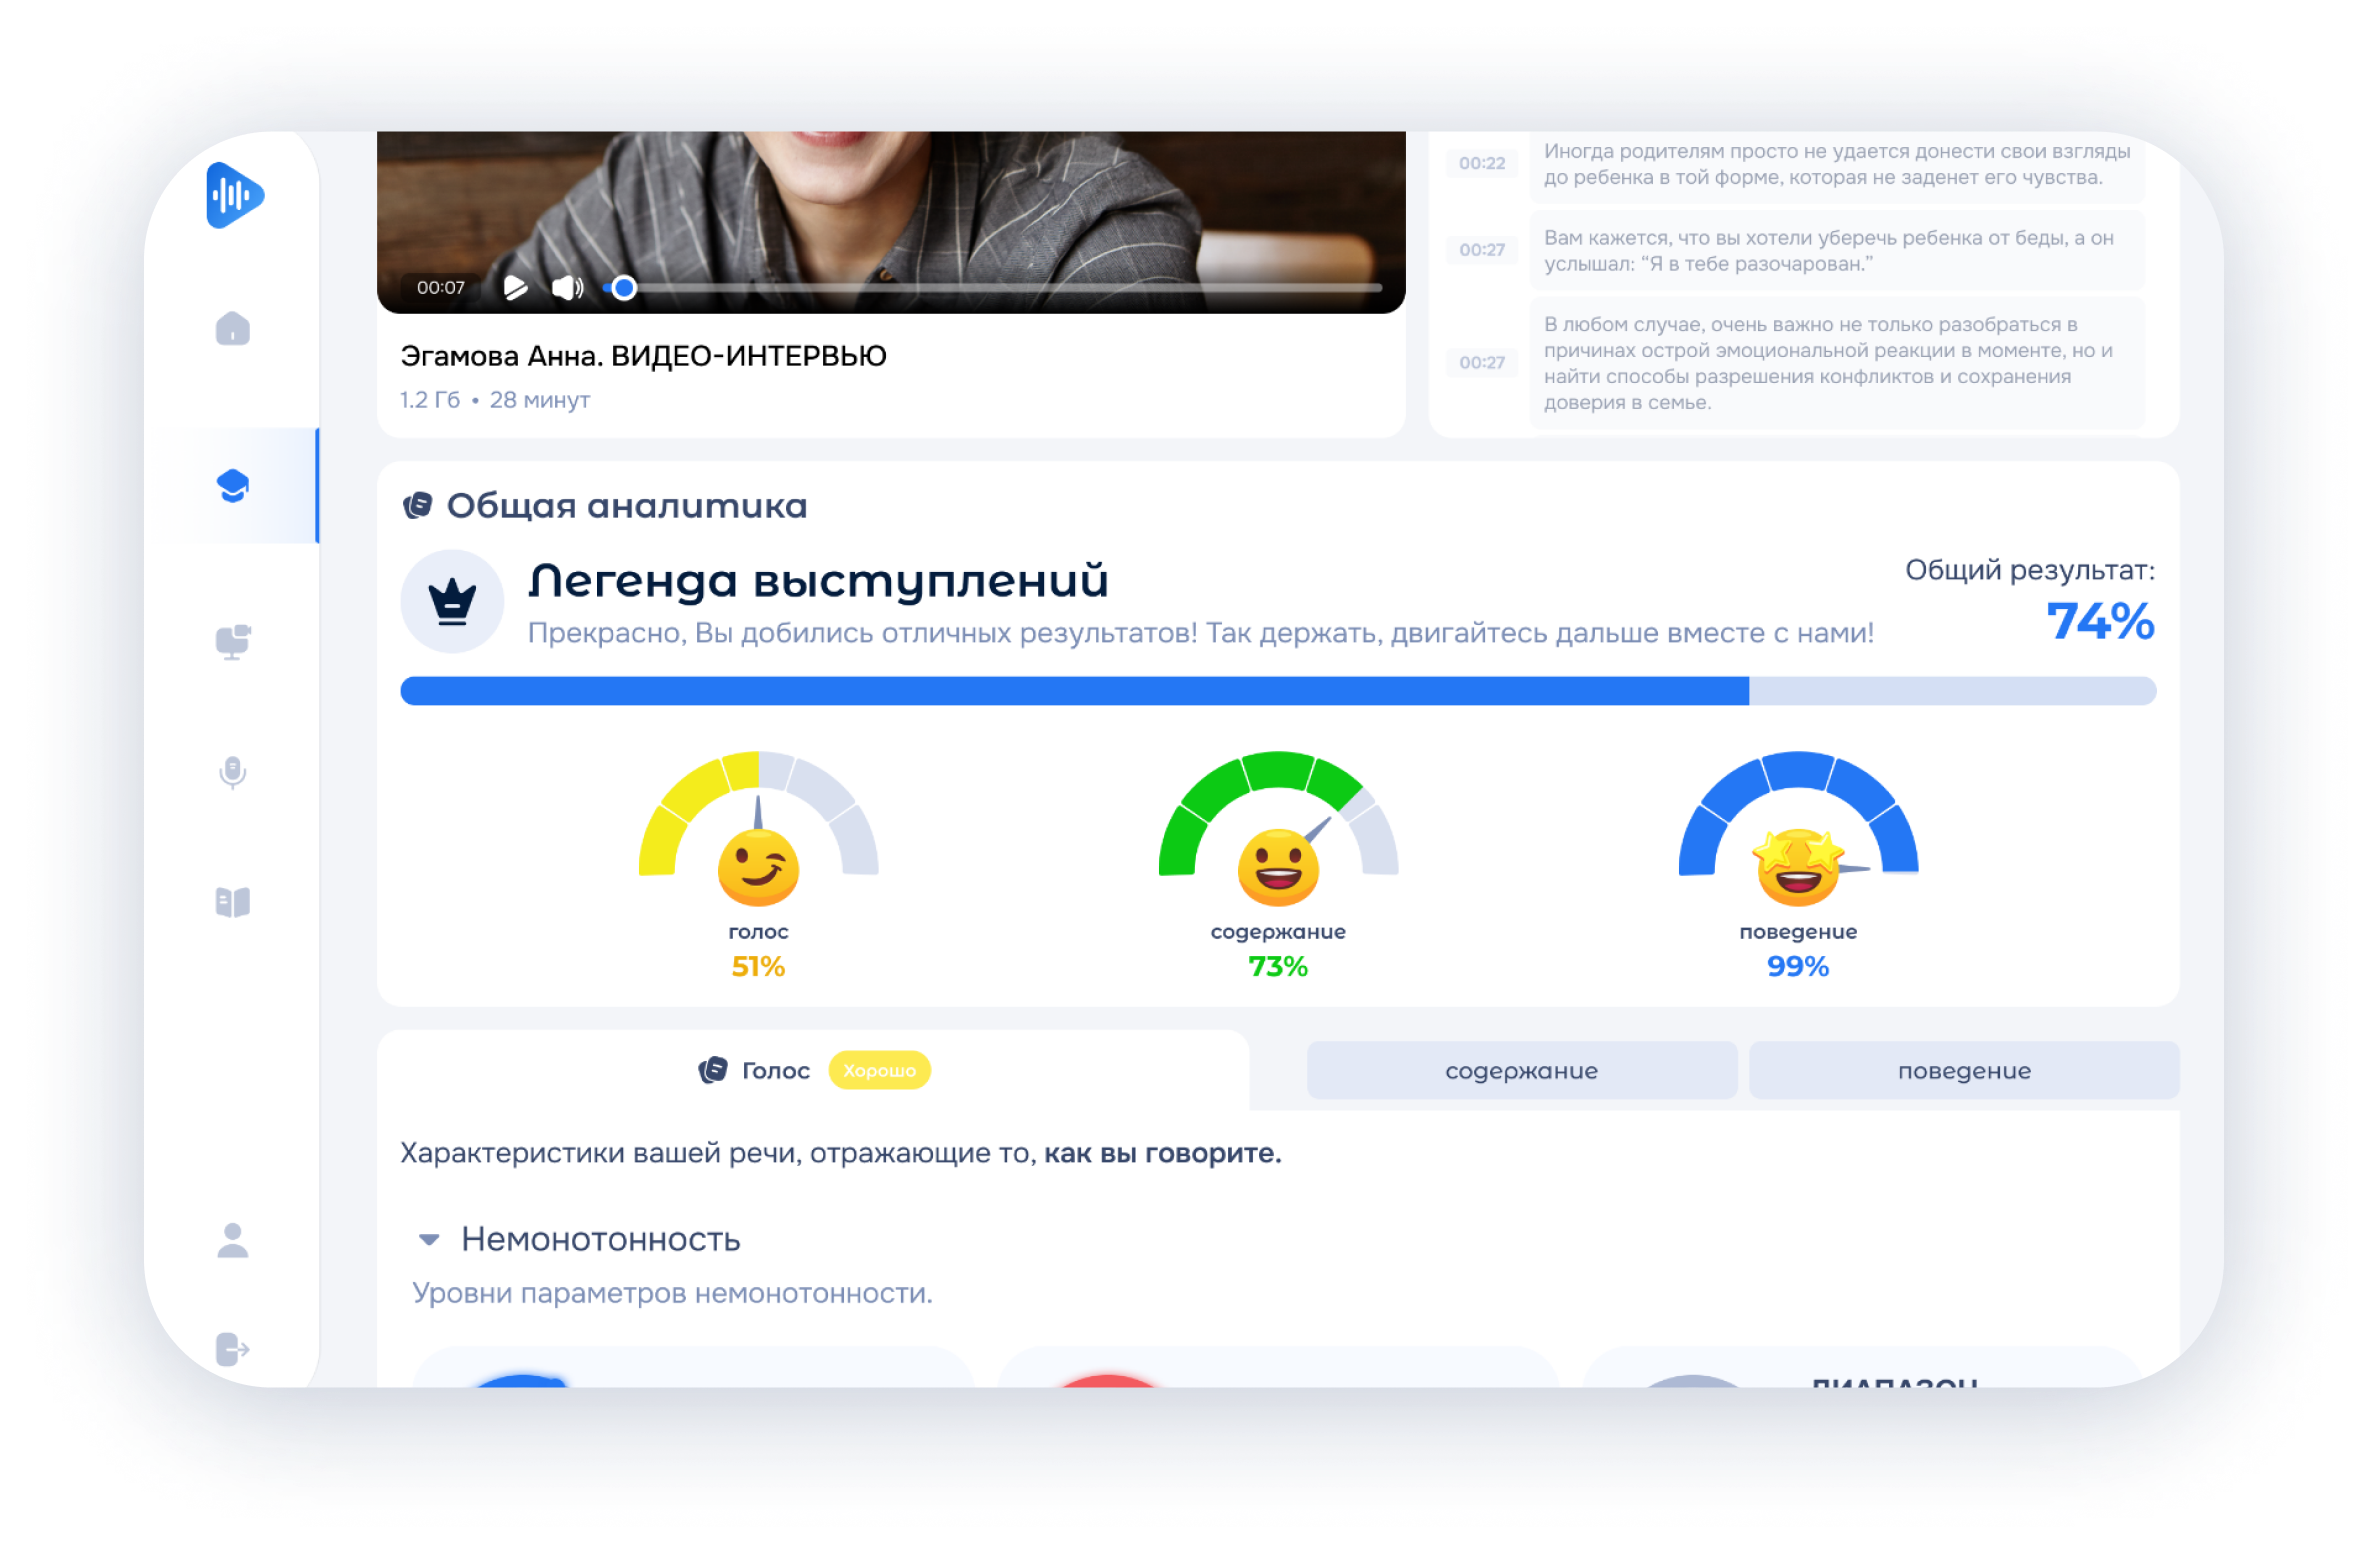 00:22
Иногда родителям просто не удается донести свои взгляды
до ребенка в той форме, которая не заденет его чувства.
00:27
Вам кажется, что вы хотели уберечь ребенка от беды, а он
услышал: “Я в тебе разочарован.”
00:27
В любом случае, очень важно не только разобраться в
причинах острой эмоциональной реакции в моменте, но и
найти способы разрешения конфликтов и сохранения
доверия в семье.
00:07
Эгамова Анна. ВИДЕО-ИНТЕРВЬЮ
1.2 Гб • 28 минут
Общая аналитика
Легенда выступлений
Прекрасно, Вы добились отличных результатов! Так держать, двигайтесь дальше вместе с нами!
Общий результат:
74%
голос
51%
содержание
73%
поведение
99%
Голос
Хорошо
содержание
поведение
Характеристики вашей речи, отражающие то, как вы говорите.
Немонотонность
Уровни параметров немонотонности.
ДИАПАЗОН